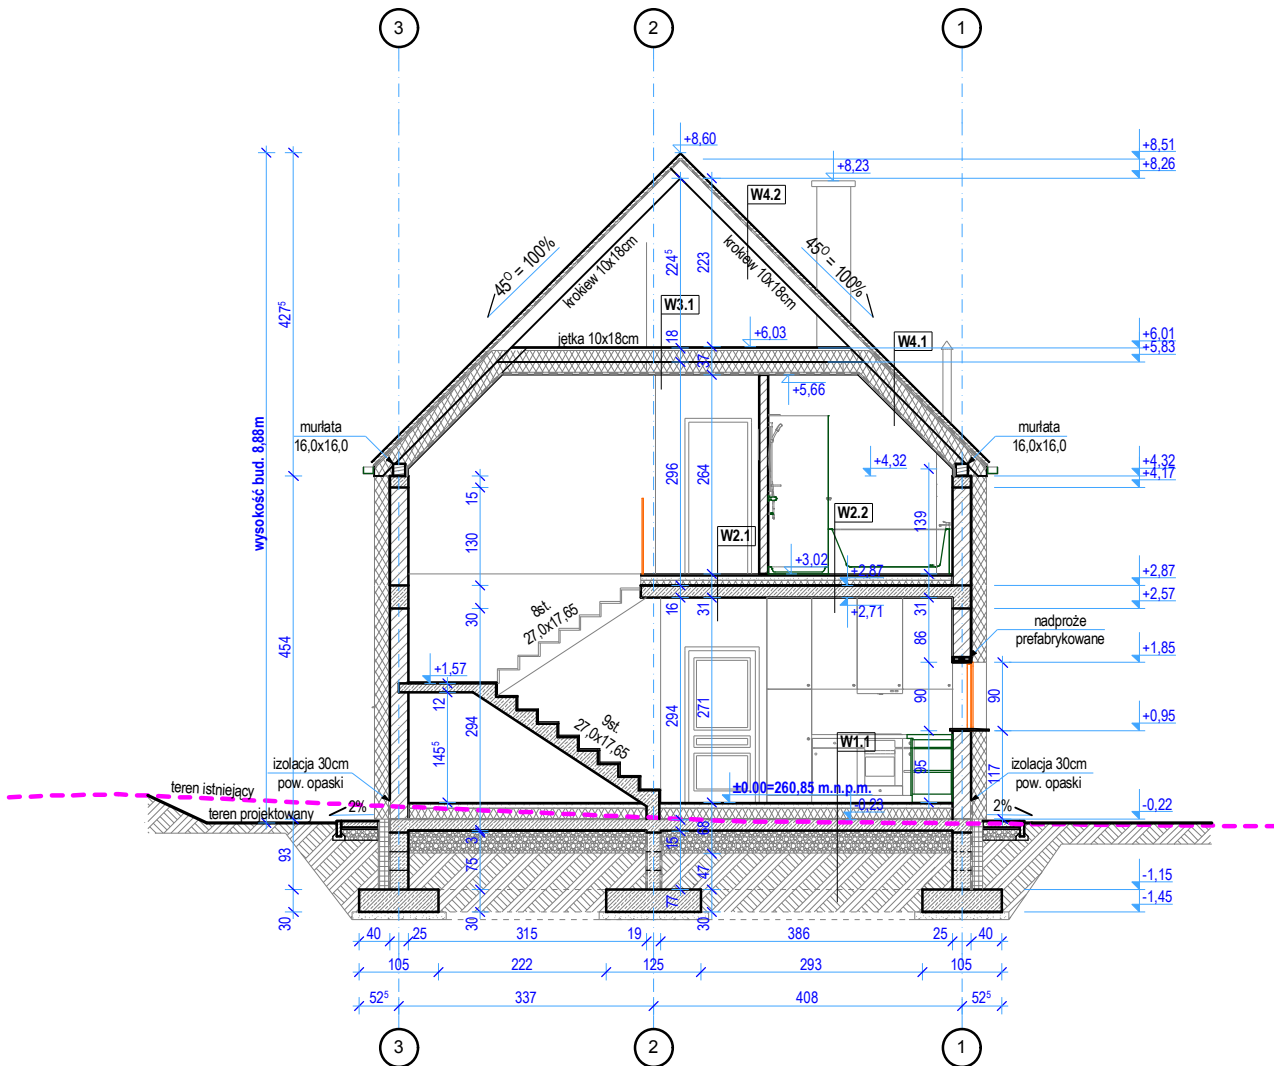 3 2 1
+8,60
+8,51
+8,26
+8,23
W4.2
45° = 100%
krokiew 10x18cm
krokiew 10x18cm
45° = 100%
224⁵
223
W3.1
427⁵
jętka 10x18cm
18
+6,03
W4.1
+6,01
+5,83
37
+5,66
wysokość bud. 8,88m
murłata
16,0x16,0
murłata
16,0x16,0
+4,32
+4,32
+4,17
15
296
264
139
130
W2.1
W2.2
+3,02
+2,87
+2,87
+2,57
8st.
27,0x17,65
30
16
31
+2,71
31
454
nadproże
prefabrykowane
86
+1,85
+1,57
12
294
294
271
90
90
9st.
27,0x17,65
+0,95
145⁵
W1.1
95
117
izolacja 30cm
pow. opaski
izolacja 30cm
pow. opaski
teren istniejący
±0.00=260,85 m.n.p.m.
teren projektowany
2%
2%
-0,23
-0,22
68
3
15
93
75
47
77
-1,15
-1,45
30
30
30
40 25 315 19 386 25 40
105 222 125 293 105
52⁵ 337 408 52⁵
3 2 1